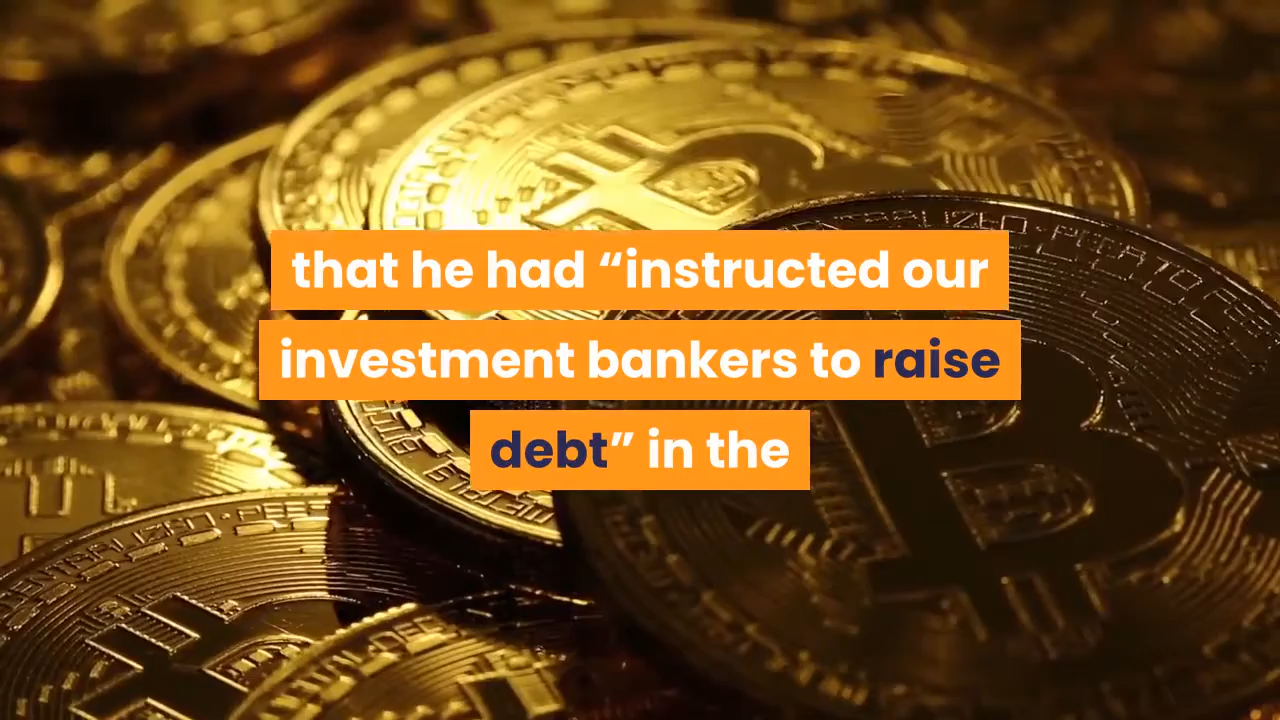 that he had “instructed our
investment bankers to raise
debt” in the